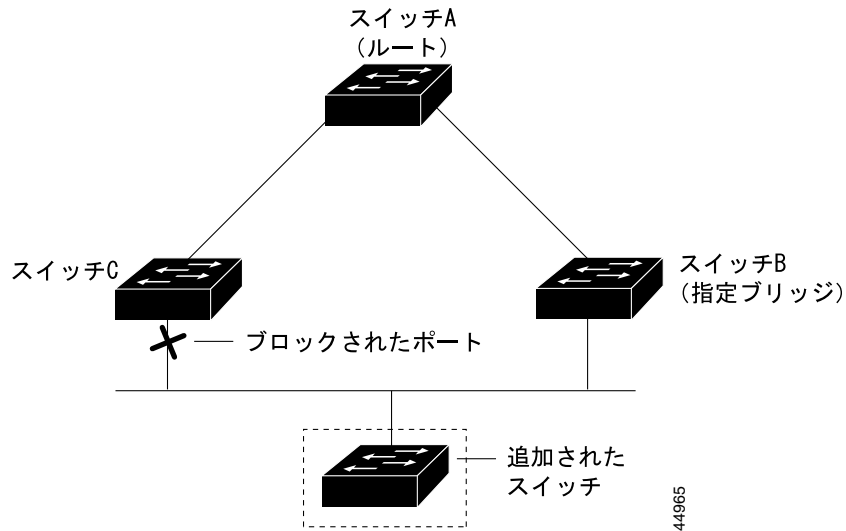 スイッチA
（ルート）
スイッチC
スイッチB
（指定ブリッジ）
ブロックされたポート
追加された
スイッチ
44965